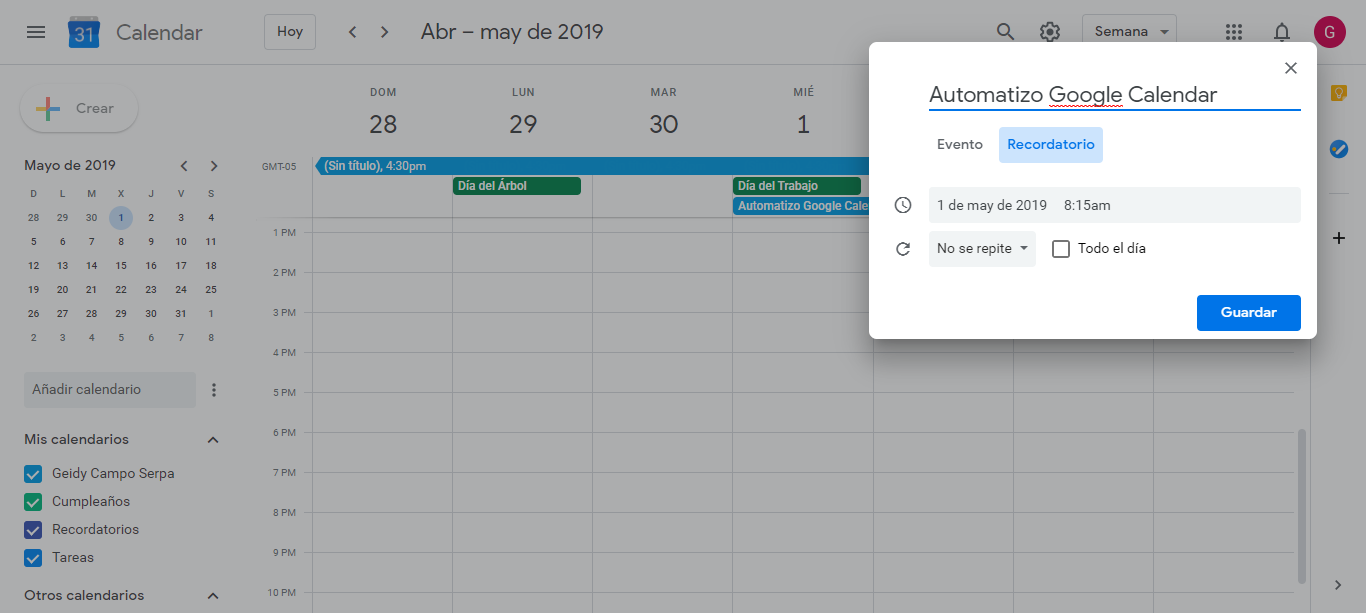 31 Calendar Hoy Abr – may de 2019 Semana G
Crear
Mayo de 2019
D L M X J V S
28 29 30 1 2 3 4
5 6 7 8 9 10 11
12 13 14 15 16 17 18
19 20 21 22 23 24 25
26 27 28 29 30 31 1
2 3 4 5 6 7 8
Añadir calendario
Mis calendarios
Geidy Campo Serpa
Cumpleaños
Recordatorios
Tareas
Otros calendarios
DOM LUN MAR MIÉ
28 29 30 1
GMT-05 (Sin título), 4:30pm
Día del Árbol Día del Trabajo
Automatizo Google Cale
1 PM
2 PM
3 PM
4 PM
5 PM
6 PM
7 PM
8 PM
9 PM
10 PM
Automatizo Google Calendar
Evento Recordatorio
1 de may de 2019 8:15am
No se repite Todo el día
Guardar